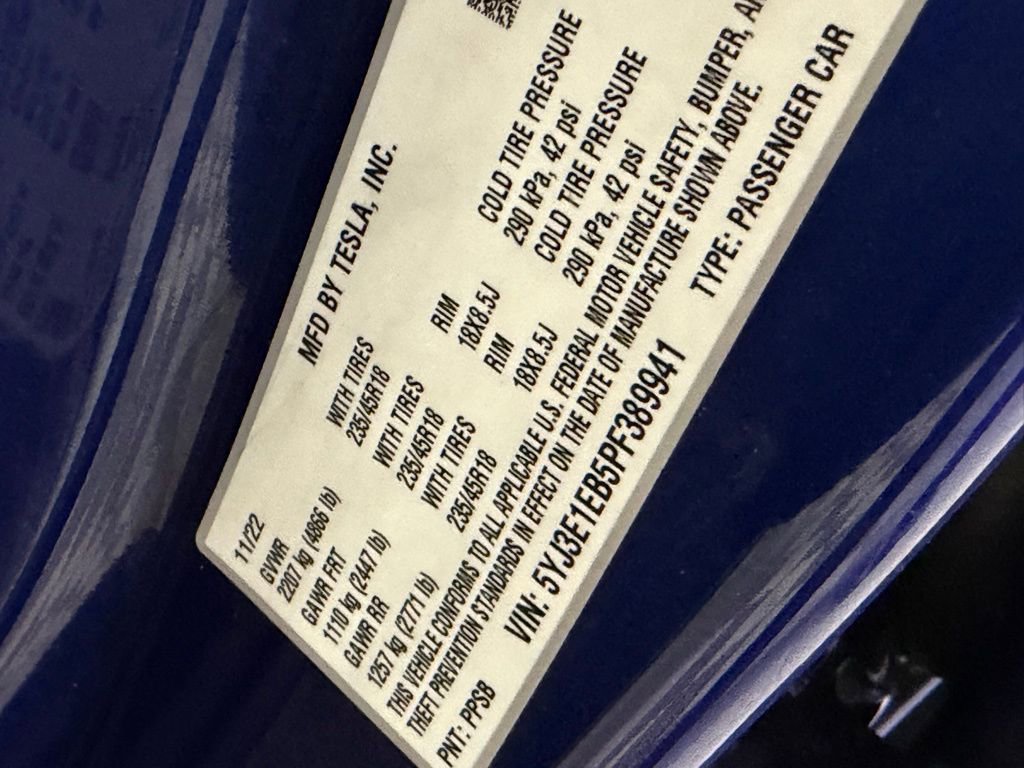 MFD BY TESLA, INC.
11/22
GVWR WITH TIRES RIM COLD TIRE PRESSURE
2207 kg (4866 lb) 235/45R18 18X8.5J 290 kPa, 42 psi
GAWR FRT WITH TIRES RIM COLD TIRE PRESSURE
1110 kg (2447 lb) 235/45R18 18X8.5J 290 kPa, 42 psi
GAWR RR WITH TIRES
1257 kg (2771 lb) 235/45R18
THIS VEHICLE CONFORMS TO ALL APPLICABLE U.S. FEDERAL MOTOR VEHICLE SAFETY, BUMPER,
THEFT PREVENTION STANDARDS IN EFFECT ON THE DATE OF MANUFACTURE SHOWN ABOVE.
VIN: 5YJ3E1EB5PF389941 TYPE: PASSENGER CAR
PNT: PPSB